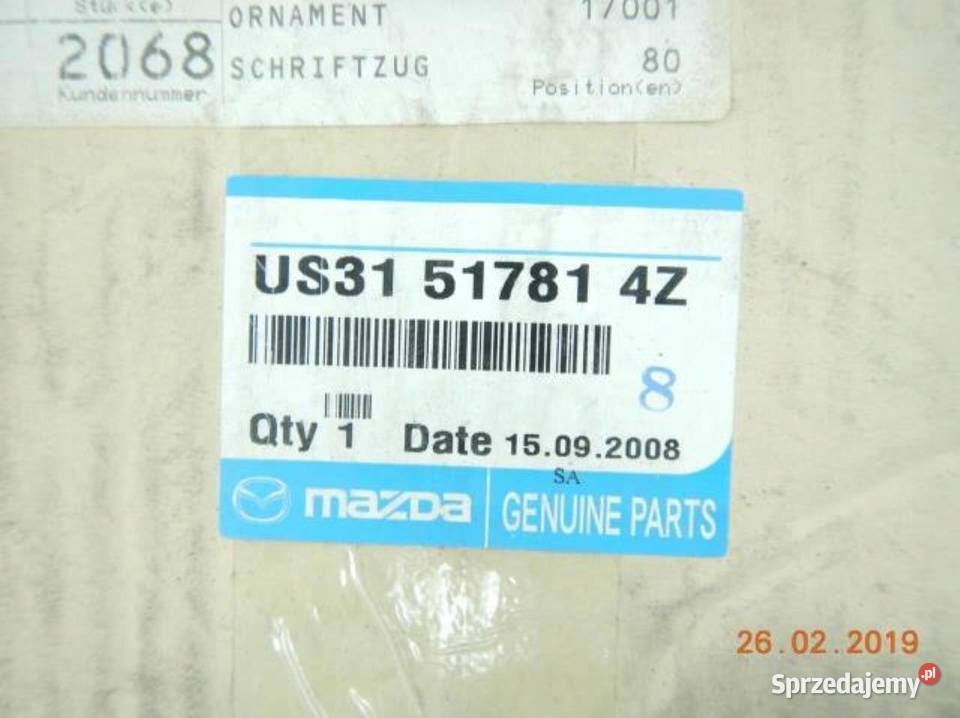 Stück(e)
ORNAMENT 17001
2068 SCHRIFTZUG 80
Kundennummer Position(en)
US31 51781 4Z
8
Qty 1 Date 15.09.2008
SA
mazda GENUINE PARTS
26.02.2019
Sprzedajemy.pl